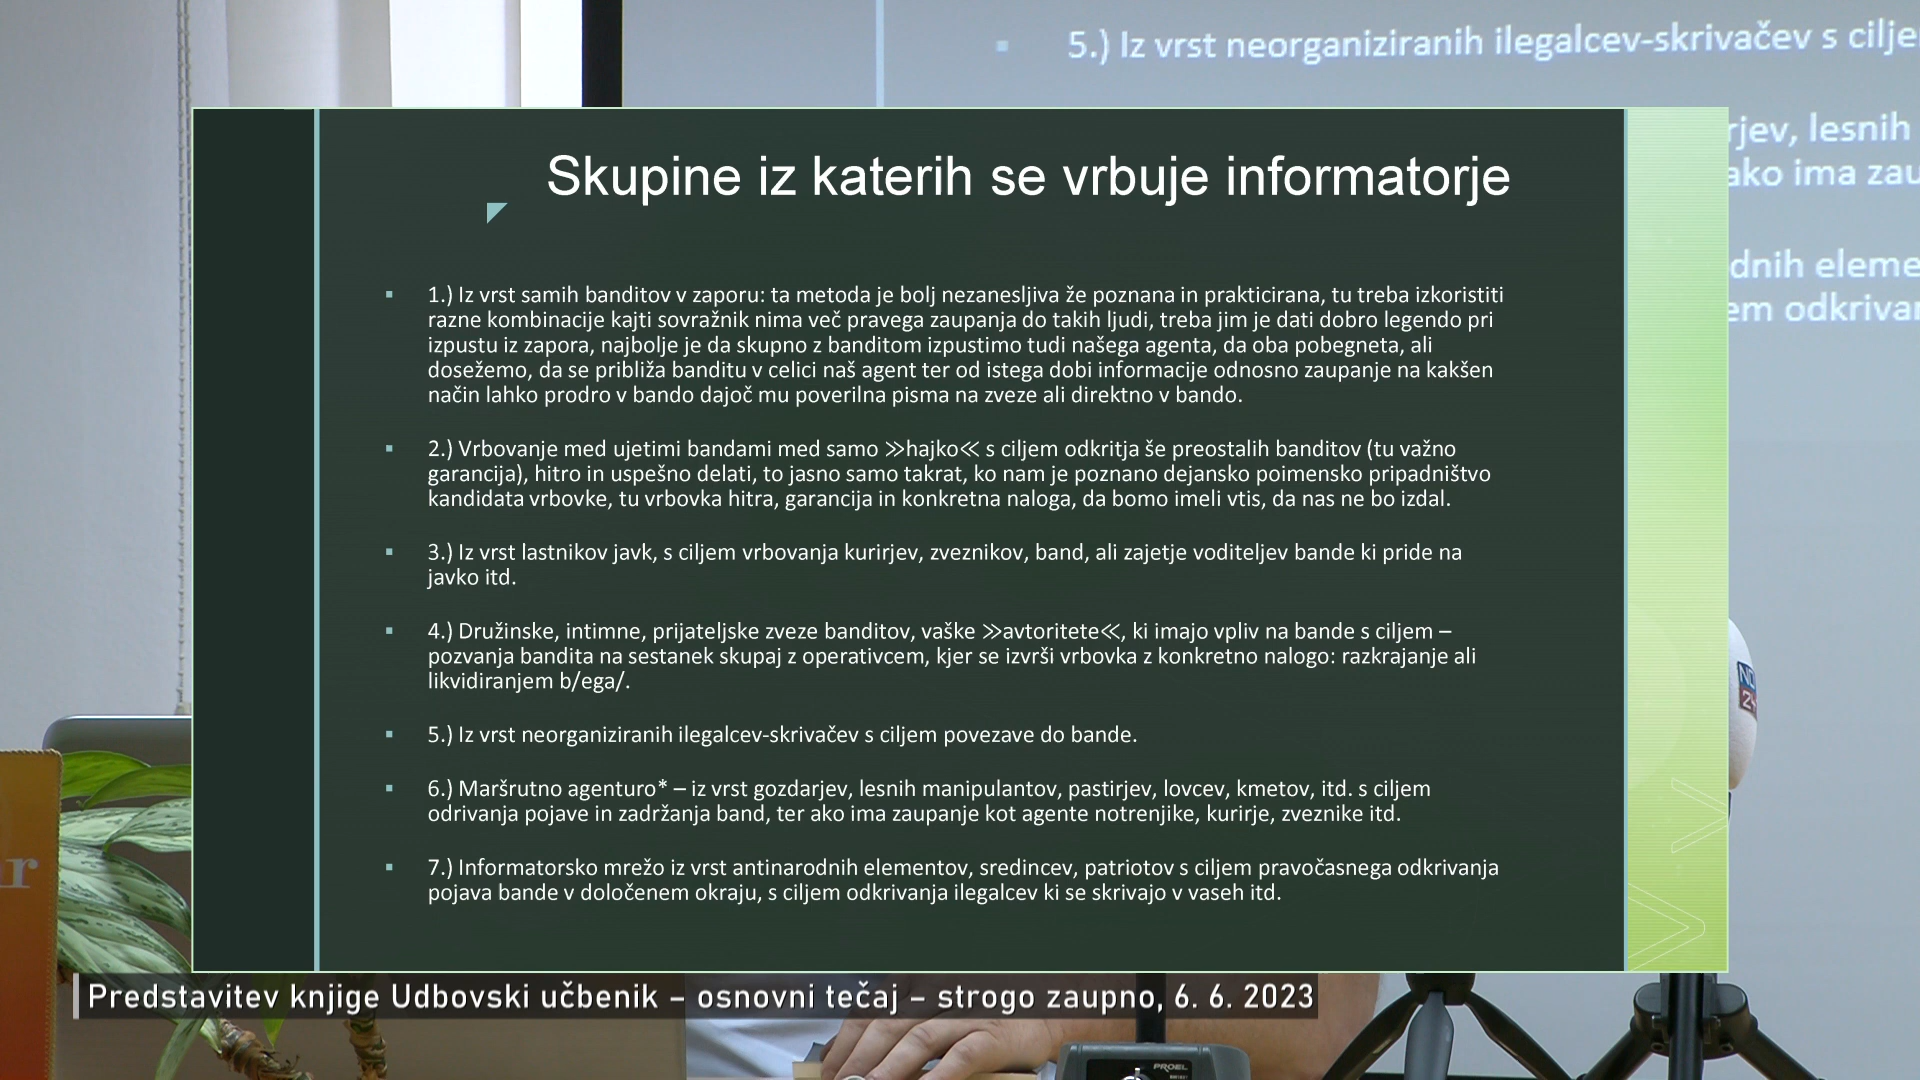 5.) Iz vrst neorganiziranih ilegalcev-skrivačev s cilje
rjev, lesnih
ako ima zau
dnih eleme
em odkriva
Skupine iz katerih se vrbuje informatorje
1.) Iz vrst samih banditov v zaporu: ta metoda je bolj nezanesljiva že poznana in prakticirana, tu treba izkoristiti
razne kombinacije kajti sovražnik nima več pravega zaupanja do takih ljudi, treba jim je dati dobro legendo pri
izpustu iz zapora, najbolje je da skupno z banditom izpustimo tudi našega agenta, da oba pobegneta, ali
dosežemo, da se približa banditu v celici naš agent ter od istega dobi informacije odnosno zaupanje na kakšen
način lahko prodro v bando dajoč mu poverilna pisma na zveze ali direktno v bando.
2.) Vrbovanje med ujetimi bandami med samo ≫hajko≪ s ciljem odkritja še preostalih banditov (tu važno
garancija), hitro in uspešno delati, to jasno samo takrat, ko nam je poznano dejansko poimensko pripadništvo
kandidata vrbovke, tu vrbovka hitra, garancija in konkretna naloga, da bomo imeli vtis, da nas ne bo izdal.
3.) Iz vrst lastnikov javk, s ciljem vrbovanja kurirjev, zveznikov, band, ali zajetje voditeljev bande ki pride na
javko itd.
4.) Družinske, intimne, prijateljske zveze banditov, vaške ≫avtoritete≪, ki imajo vpliv na bande s ciljem –
pozvanja bandita na sestanek skupaj z operativcem, kjer se izvrši vrbovka z konkretno nalogo: razkrajanje ali
likvidiranjem b/ega/.
5.) Iz vrst neorganiziranih ilegalcev-skrivačev s ciljem povezave do bande.
6.) Maršrutno agenturo* – iz vrst gozdarjev, lesnih manipulantov, pastirjev, lovcev, kmetov, itd. s ciljem
odrivanja pojave in zadržanja band, ter ako ima zaupanje kot agente notrenjike, kurirje, zveznike itd.
7.) Informatorsko mrežo iz vrst antinarodnih elementov, sredincev, patriotov s ciljem pravočasnega odkrivanja
pojava bande v določenem okraju, s ciljem odkrivanja ilegalcev ki se skrivajo v vaseh itd.
Predstavitev knjige Udbovski učbenik – osnovni tečaj – strogo zaupno, 6. 6. 2023
PROEL